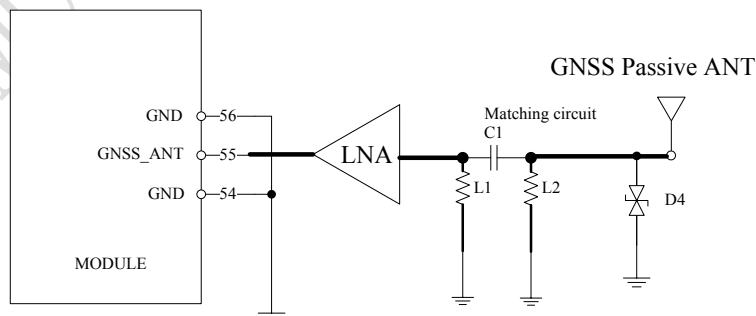 GNSS Passive ANT
Matching circuit
C1
GND 56
GNSS_ANT 55
LNA
GND 54
L1
L2
D4
MODULE